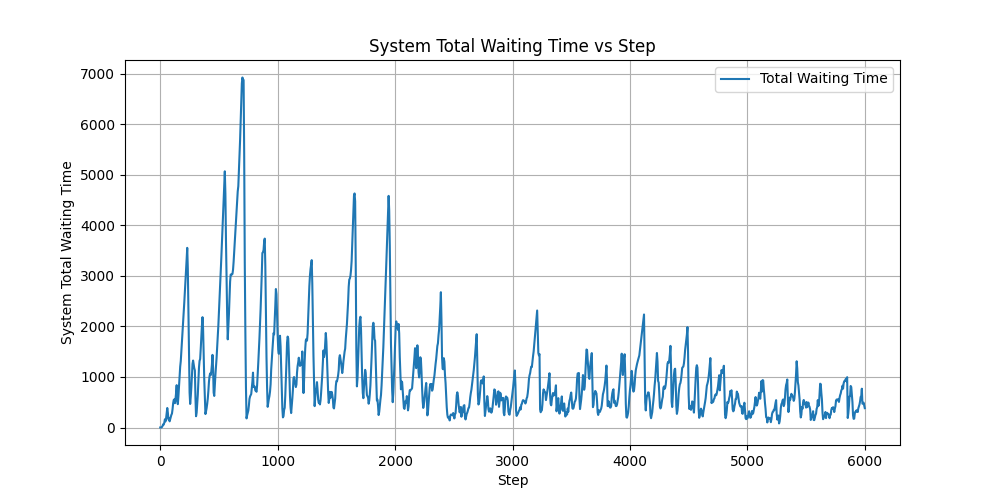 System Total Waiting Time vs Step
Total Waiting Time
System Total Waiting Time
7000
6000
5000
4000
3000
2000
1000
0
0 1000 2000 3000 4000 5000 6000
Step